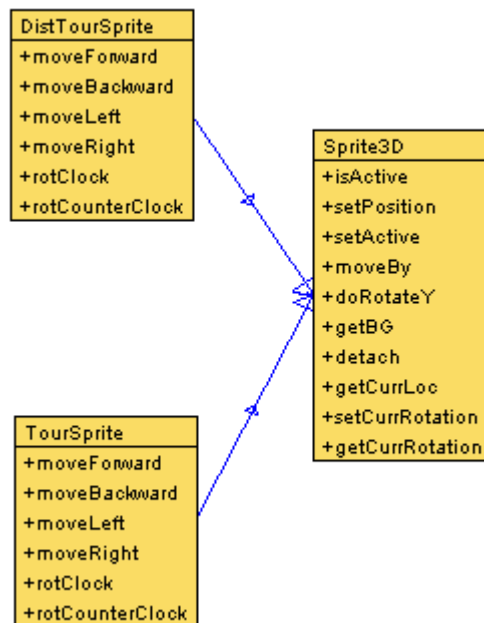 DistTourSprite
+moveForward
+moveBackward
+moveLeft
+moveRight
+rotClock
+rotCounterClock
Sprite3D
+isActive
+setPosition
+setActive
+moveBy
+doRotateY
+getBG
+detach
+getCurrLoc
+setCurrRotation
+getCurrRotation
TourSprite
+moveForward
+moveBackward
+moveLeft
+moveRight
+rotClock
+rotCounterClock